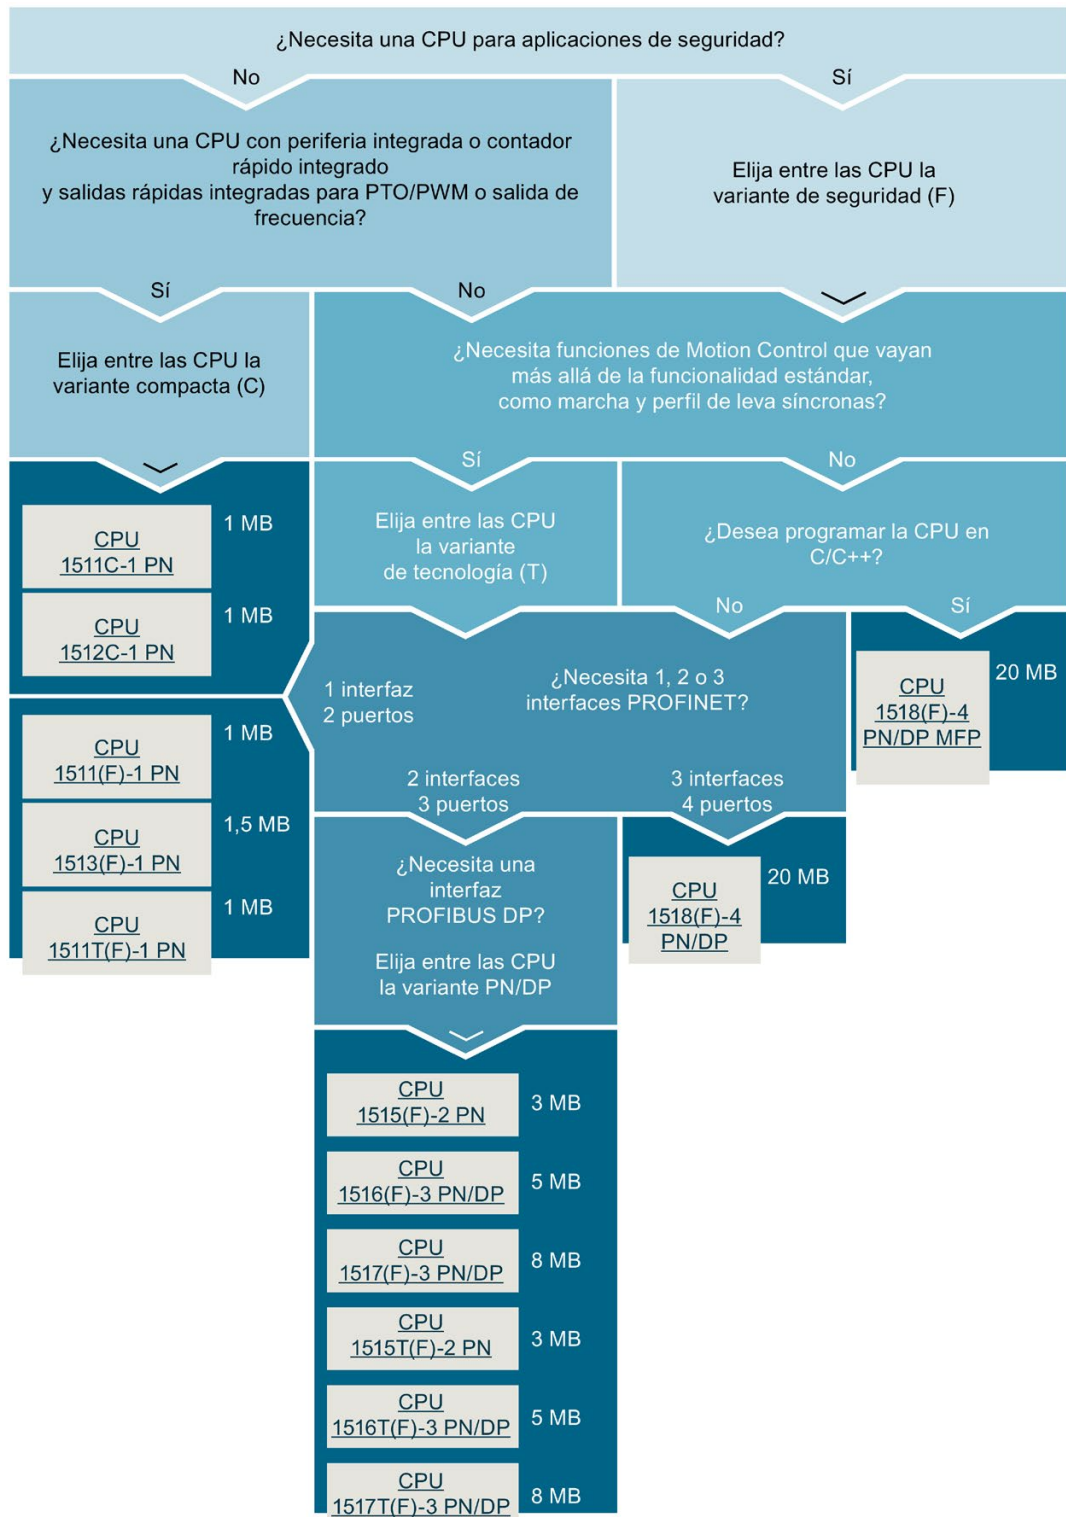 ¿Necesita una CPU para aplicaciones de seguridad?
No
Sí
¿Necesita una CPU con periferia integrada o contador
rápido integrado
y salidas rápidas integradas para PTO/PWM o salida de
frecuencia?
Elija entre las CPU la
variante de seguridad (F)
Sí
No
Elija entre las CPU la
variante compacta (C)
¿Necesita funciones de Motion Control que vayan
más allá de la funcionalidad estándar,
como marcha y perfil de leva síncronas?
Sí
No
CPU
1511C-1 PN
1 MB
CPU
1512C-1 PN
1 MB
Elija entre las CPU
la variante
de tecnología (T)
¿Desea programar la CPU en
C/C++?
No
Sí
1 interfaz
2 puertos
¿Necesita 1, 2 o 3
interfaces PROFINET?
CPU
1518(F)-4
PN/DP MFP
20 MB
CPU
1511(F)-1 PN
1 MB
CPU
1513(F)-1 PN
1,5 MB
CPU
1511T(F)-1 PN
1 MB
2 interfaces
3 puertos
3 interfaces
4 puertos
¿Necesita una
interfaz
PROFIBUS DP?
Elija entre las CPU
la variante PN/DP
CPU
1518(F)-4
PN/DP
20 MB
CPU
1515(F)-2 PN
3 MB
CPU
1516(F)-3 PN/DP
5 MB
CPU
1517(F)-3 PN/DP
8 MB
CPU
1515T(F)-2 PN
3 MB
CPU
1516T(F)-3 PN/DP
5 MB
CPU
1517T(F)-3 PN/DP
8 MB